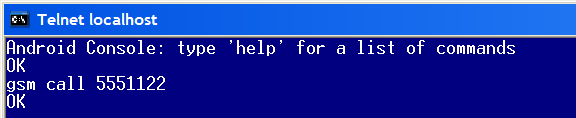 Telnet localhost
Android Console: type 'help' for a list of commands
OK
gsm call 5551122
OK